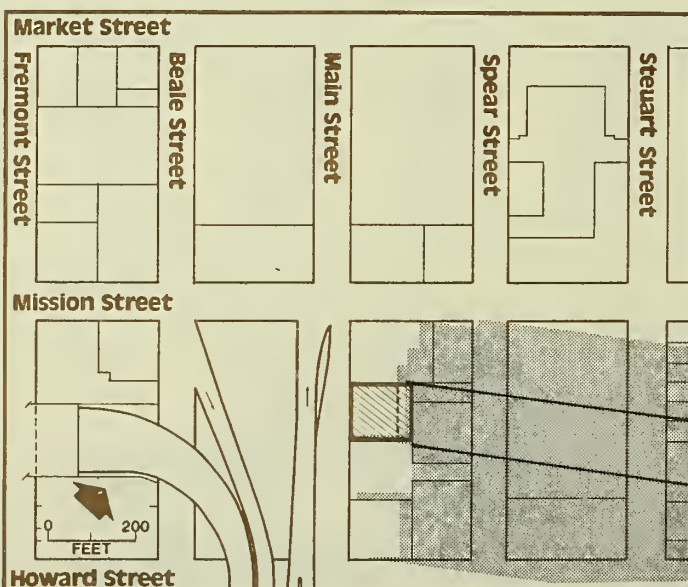 Market Street
Fremont Street
Beale Street
Main Street
Spear Street
Steuart Street
Mission Street
0 200
FEET
Howard Street